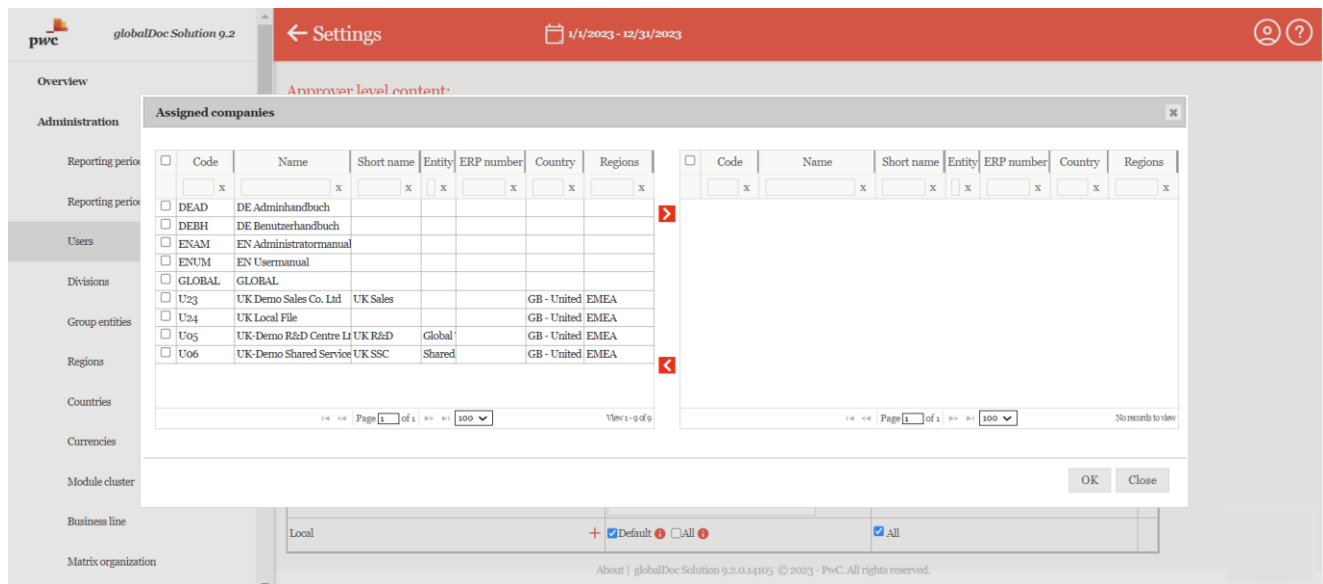 pwc globalDoc Solution 9.2 Settings 1/1/2023 - 12/31/2023 ?
Overview
Approver level content:
Administration
Assigned companies x
Reporting perio
Code Name Short name Entity ERP number Country Regions
Code Name Short name Entity ERP number Country Regions
x x x x x x x
x x x x x x x
Reporting perio
DEAD DE Adminhandbuch
DEBH DE Benutzerhandbuch
Users
ENAM EN Administratormanual
ENUM EN Usermanual
Divisions
GLOBAL GLOBAL
U23 UK Demo Sales Co. Ltd UK Sales GB - United EMEA
U24 UK Local File GB - United EMEA
Group entities
U05 UK-Demo R&D Centre Lt UK R&D Global GB - United EMEA
U06 UK-Demo Shared Service UK SSC Shared GB - United EMEA
Regions
Countries
Page 1 of 1 100 View 1 - 9 of 9
Page 1 of 1 100 No records to view
Currencies
Module cluster
OK Close
Business line
Local + Default All All
Matrix organization
About | globalDoc Solution 9.2.0.14105 © 2023 - PwC. All rights reserved.